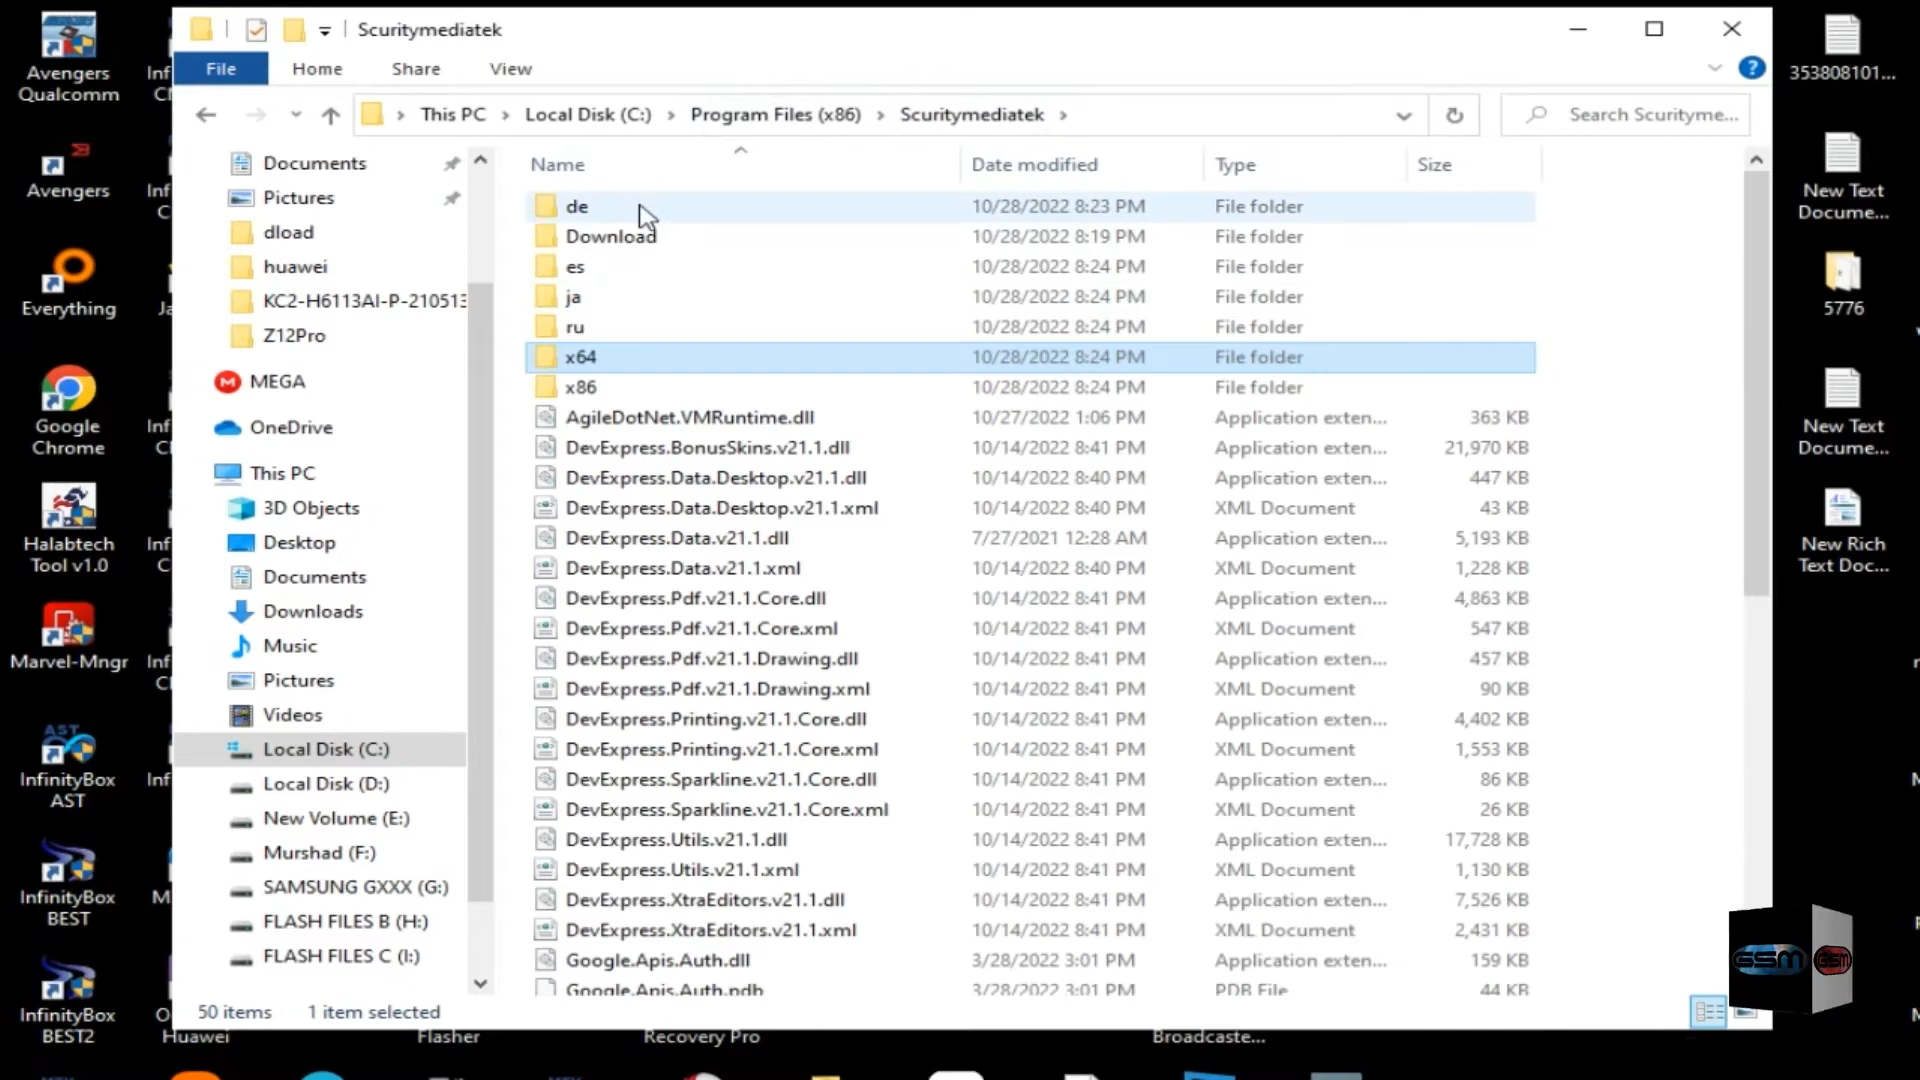 Scuritymediatek
File Home Share View
This PC Local Disk (C:) Program Files (x86) Scuritymediatek
Search Scurityme...
Name Date modified Type Size
de 10/28/2022 8:23 PM File folder
Download 10/28/2022 8:19 PM File folder
es 10/28/2022 8:24 PM File folder
ja 10/28/2022 8:24 PM File folder
ru 10/28/2022 8:24 PM File folder
x64 10/28/2022 8:24 PM File folder
x86 10/28/2022 8:24 PM File folder
AgileDotNet.VMRuntime.dll 10/27/2022 1:06 PM Application exten... 363 KB
DevExpress.BonusSkins.v21.1.dll 10/14/2022 8:41 PM Application exten... 21,970 KB
DevExpress.Data.Desktop.v21.1.dll 10/14/2022 8:40 PM Application exten... 447 KB
DevExpress.Data.Desktop.v21.1.xml 10/14/2022 8:40 PM XML Document 43 KB
DevExpress.Data.v21.1.dll 7/27/2021 12:28 AM Application exten... 5,193 KB
DevExpress.Data.v21.1.xml 10/14/2022 8:40 PM XML Document 1,228 KB
DevExpress.Pdf.v21.1.Core.dll 10/14/2022 8:41 PM Application exten... 4,863 KB
DevExpress.Pdf.v21.1.Core.xml 10/14/2022 8:41 PM XML Document 547 KB
DevExpress.Pdf.v21.1.Drawing.dll 10/14/2022 8:41 PM Application exten... 457 KB
DevExpress.Pdf.v21.1.Drawing.xml 10/14/2022 8:41 PM XML Document 90 KB
DevExpress.Printing.v21.1.Core.dll 10/14/2022 8:41 PM Application exten... 4,402 KB
DevExpress.Printing.v21.1.Core.xml 10/14/2022 8:41 PM XML Document 1,553 KB
DevExpress.Sparkline.v21.1.Core.dll 10/14/2022 8:41 PM Application exten... 86 KB
DevExpress.Sparkline.v21.1.Core.xml 10/14/2022 8:41 PM XML Document 26 KB
DevExpress.Utils.v21.1.dll 10/14/2022 8:41 PM Application exten... 17,728 KB
DevExpress.Utils.v21.1.xml 10/14/2022 8:41 PM XML Document 1,130 KB
DevExpress.XtraEditors.v21.1.dll 10/14/2022 8:41 PM Application exten... 7,526 KB
DevExpress.XtraEditors.v21.1.xml 10/14/2022 8:41 PM XML Document 2,431 KB
Google.Apis.Auth.dll 3/28/2022 3:01 PM Application exten... 159 KB
Google.Apis.Auth.pdb 3/28/2022 3:01 PM PDB File 44 KB
Documents
Pictures
dload
huawei
KC2-H6113AI-P-210513
Z12Pro
MEGA
OneDrive
This PC
3D Objects
Desktop
Documents
Downloads
Music
Pictures
Videos
Local Disk (C:)
Local Disk (D:)
New Volume (E:)
Murshad (F:)
SAMSUNG GXXX (G:)
FLASH FILES B (H:)
FLASH FILES C (I:)
50 items 1 item selected
Avengers
Qualcomm
Avengers
Everything
Google
Chrome
Halabtech
Tool v1.0
Marvel-Mngr
InfinityBox
AST
InfinityBox
BEST
InfinityBox
BEST2
Huawei
Flasher
Recovery Pro
Broadcaste...
353808101...
New Text
Docume...
5776
New Text
Docume...
New Rich
Text Doc...
GSM
GSM